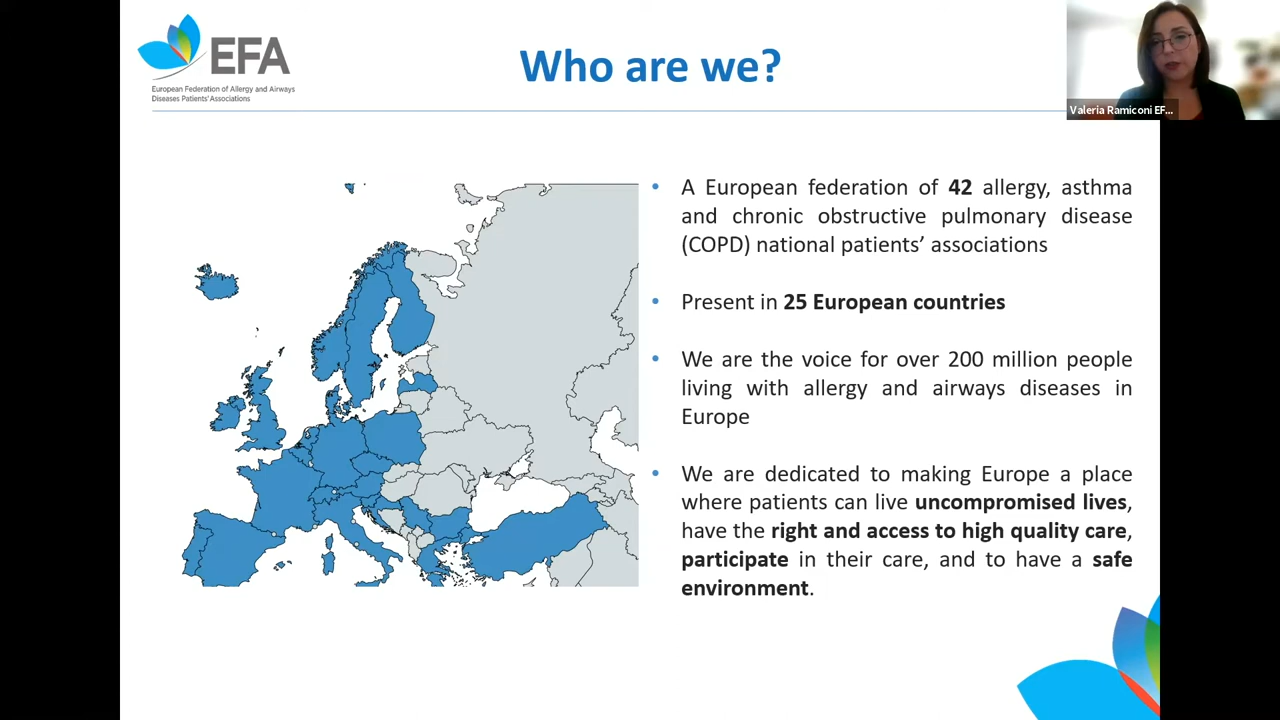 EFA
European Federation of Allergy and Airways
Diseases Patients' Associations
Who are we?
Valeria Ramiconi EF...
• A European federation of 42 allergy, asthma
and chronic obstructive pulmonary disease
(COPD) national patients’ associations
• Present in 25 European countries
• We are the voice for over 200 million people
living with allergy and airways diseases in
Europe
• We are dedicated to making Europe a place
where patients can live uncompromised lives,
have the right and access to high quality care,
participate in their care, and to have a safe
environment.